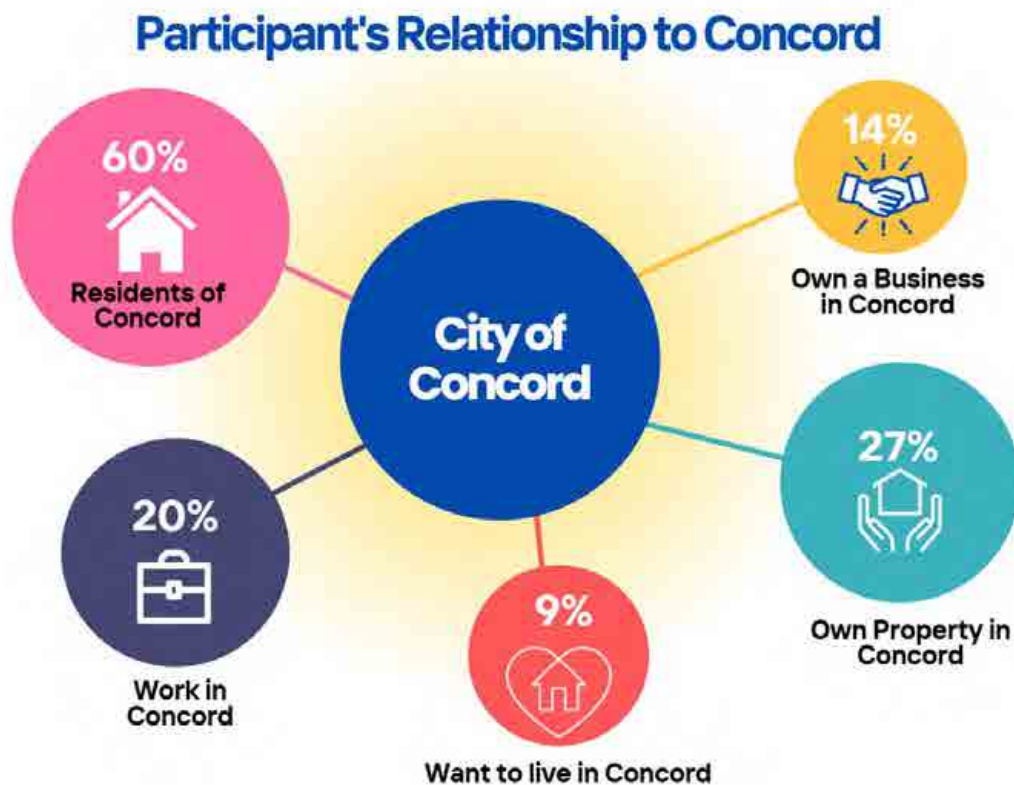 Participant's Relationship to Concord
60%
Residents of
Concord
14%
Own a Business
in Concord
City of
Concord
27%
Own Property in
Concord
20%
Work in
Concord
9%
Want to live in Concord